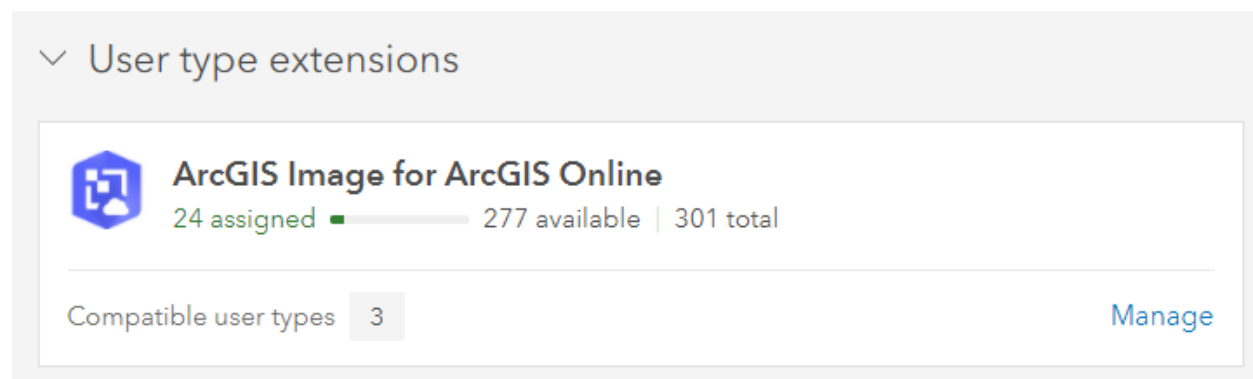 User type extensions
ArcGIS Image for ArcGIS Online
24 assigned 277 available | 301 total
Compatible user types 3 Manage